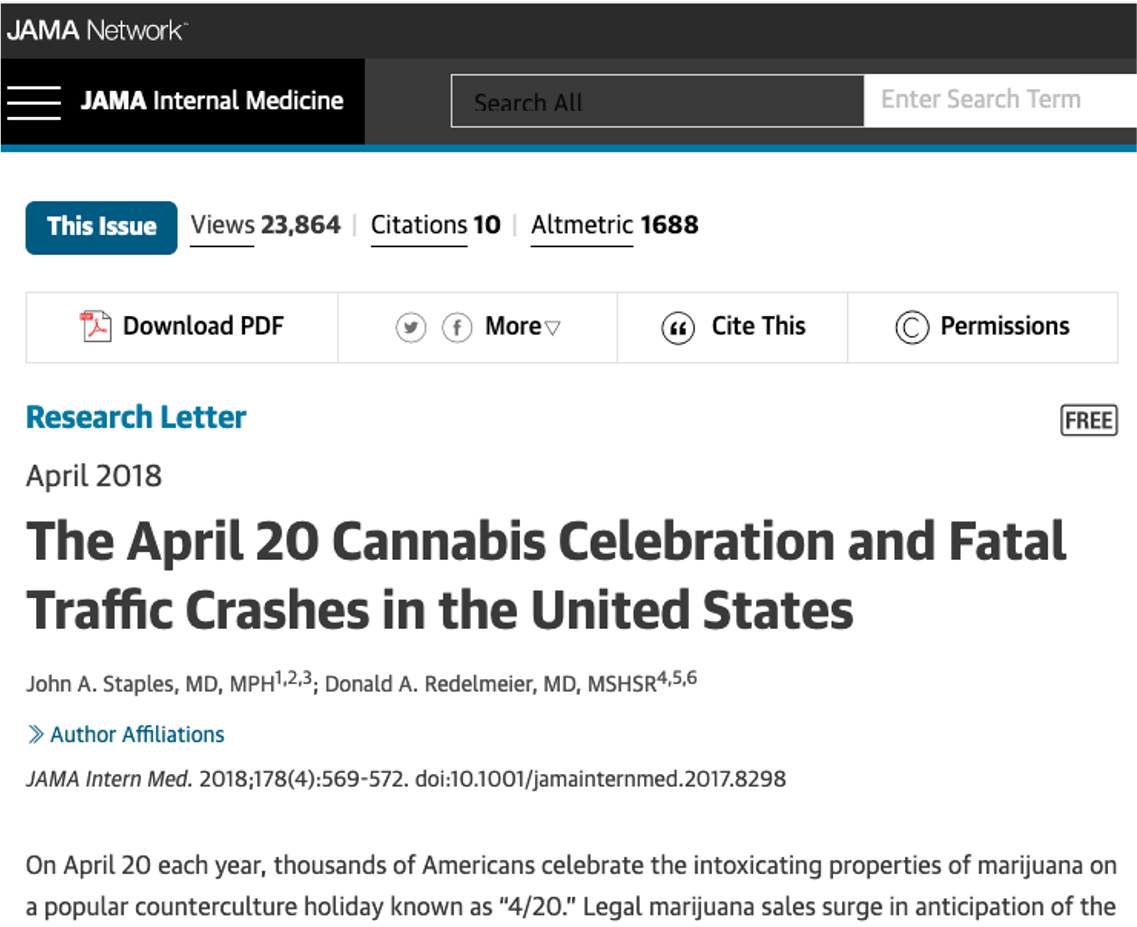 JAMA Network™
JAMA Internal Medicine
Search All
Enter Search Term
This Issue Views 23,864 | Citations 10 | Altmetric 1688
Download PDF
More
Cite This
Permissions
Research Letter
FREE
April 2018
The April 20 Cannabis Celebration and Fatal
Traffic Crashes in the United States
John A. Staples, MD, MPH1,2,3; Donald A. Redelmeier, MD, MSHSR4,5,6
Author Affiliations
JAMA Intern Med. 2018;178(4):569-572. doi:10.1001/jamainternmed.2017.8298
On April 20 each year, thousands of Americans celebrate the intoxicating properties of marijuana on
a popular counterculture holiday known as “4/20.” Legal marijuana sales surge in anticipation of the